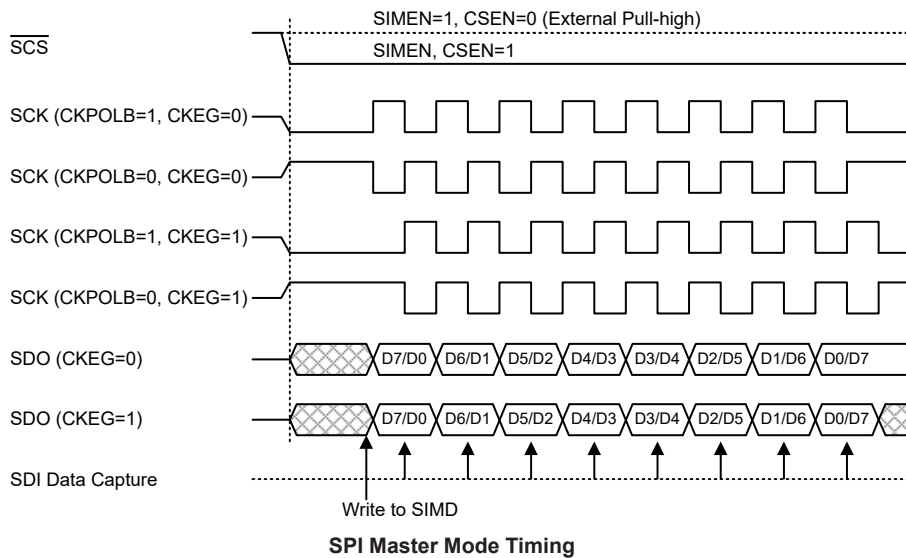 SIMEN=1, CSEN=0 (External Pull-high)
SCS
SIMEN, CSEN=1
SCK (CKPOLB=1, CKEG=0)
SCK (CKPOLB=0, CKEG=0)
SCK (CKPOLB=1, CKEG=1)
SCK (CKPOLB=0, CKEG=1)
SDO (CKEG=0) D7/D0 D6/D1 D5/D2 D4/D3 D3/D4 D2/D5 D1/D6 D0/D7
SDO (CKEG=1) D7/D0 D6/D1 D5/D2 D4/D3 D3/D4 D2/D5 D1/D6 D0/D7
SDI Data Capture
Write to SIMD
SPI Master Mode Timing